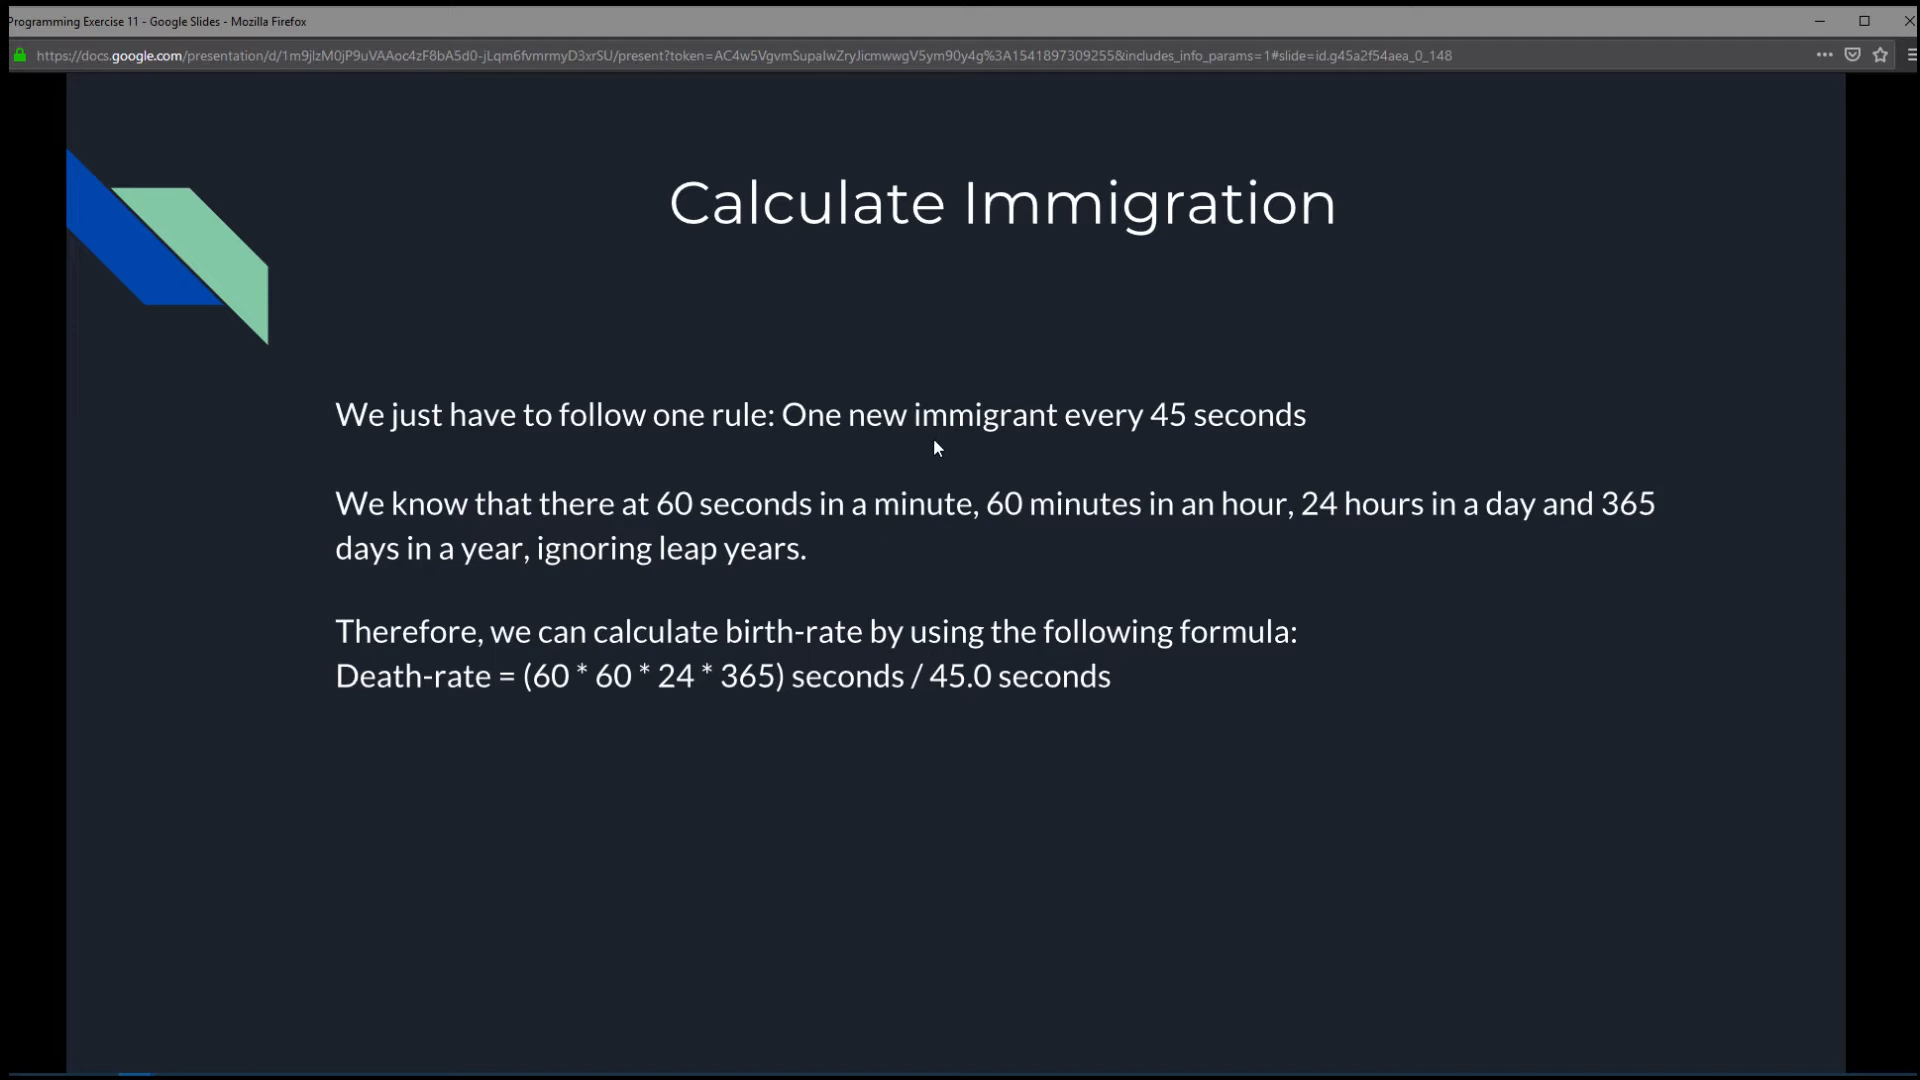 Programming Exercise 11 - Google Slides - Mozilla Firefox
https://docs.google.com/presentation/d/1m9jlzM0jP9uVAAoc4zF8bA5d0-jLqm6fvmrmyD3xrSU/present?token=AC4w5VgvmSupaIwZryJicmwwgV5ym90y4g%3A1541897309255&includes_info_params=1#slide=id.g45a2f54aea_0_148
Calculate Immigration
We just have to follow one rule: One new immigrant every 45 seconds
We know that there at 60 seconds in a minute, 60 minutes in an hour, 24 hours in a day and 365
days in a year, ignoring leap years.
Therefore, we can calculate birth-rate by using the following formula:
Death-rate = (60 * 60 * 24 * 365) seconds / 45.0 seconds